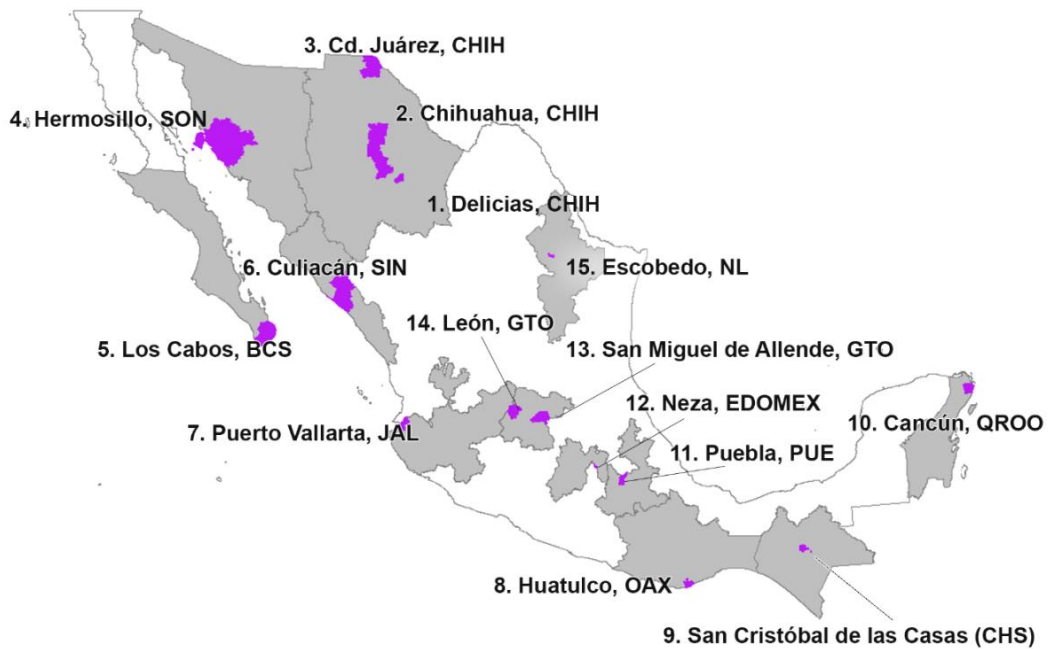 3. Cd. Juárez, CHIH
4. Hermosillo, SON
2. Chihuahua, CHIH
1. Delicias, CHIH
6. Culiacán, SIN
15. Escobedo, NL
14. León, GTO
5. Los Cabos, BCS
13. San Miguel de Allende, GTO
12. Neza, EDOMEX
10. Cancún, QROO
7. Puerto Vallarta, JAL
11. Puebla, PUE
8. Huatulco, OAX
9. San Cristóbal de las Casas (CHS)